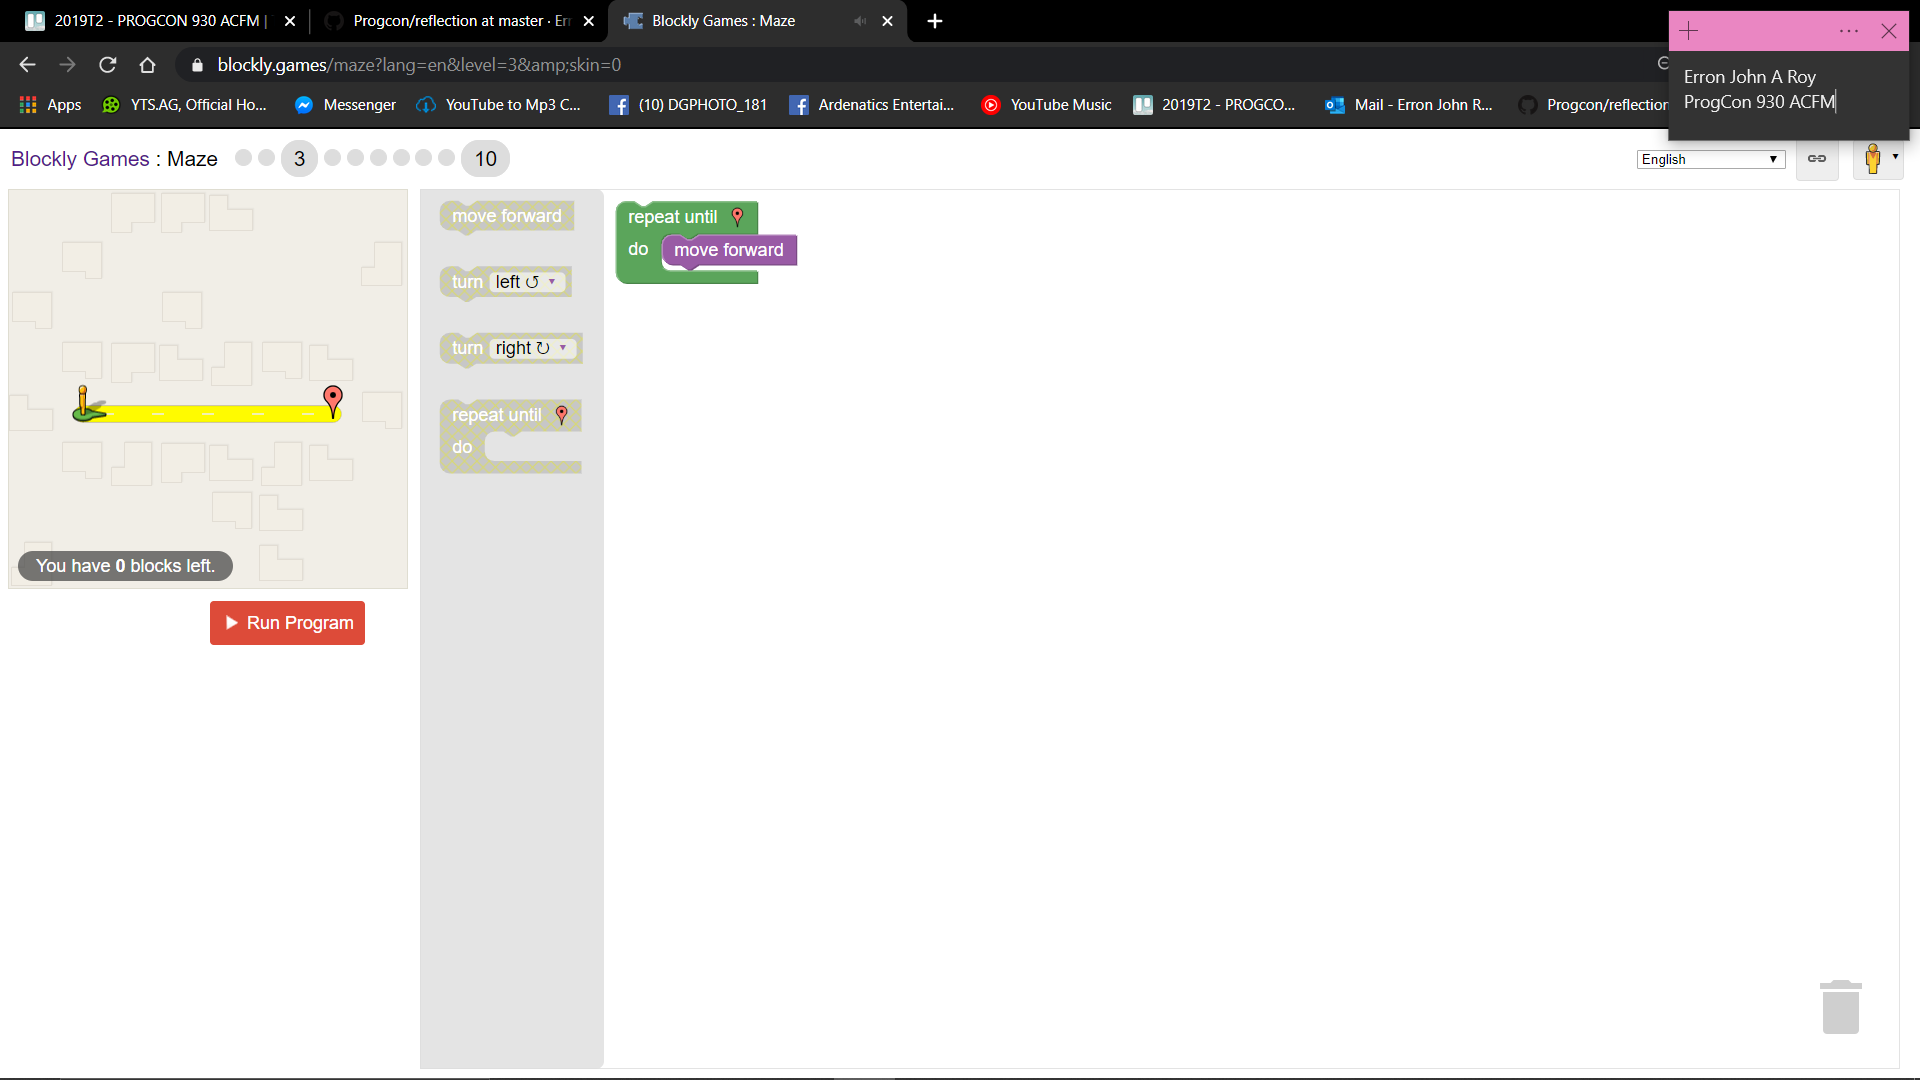 2019T2 - PROGCON 930 ACFM |
Progcon/reflection at master · Err
Blockly Games : Maze
blockly.games/maze?lang=en&level=3&amp;skin=0
Apps
YTS.AG, Official Ho...
Messenger
YouTube to Mp3 C...
(10) DGPHOTO_181
Ardenatics Entertai...
YouTube Music
2019T2 - PROGCO...
Mail - Erron John R...
Progcon/reflection
Erron John A Roy
ProgCon 930 ACFM
Blockly Games : Maze
3
10
English
move forward
turn left ↺
turn right ↻
repeat until
do
repeat until
do
move forward
You have 0 blocks left.
Run Program